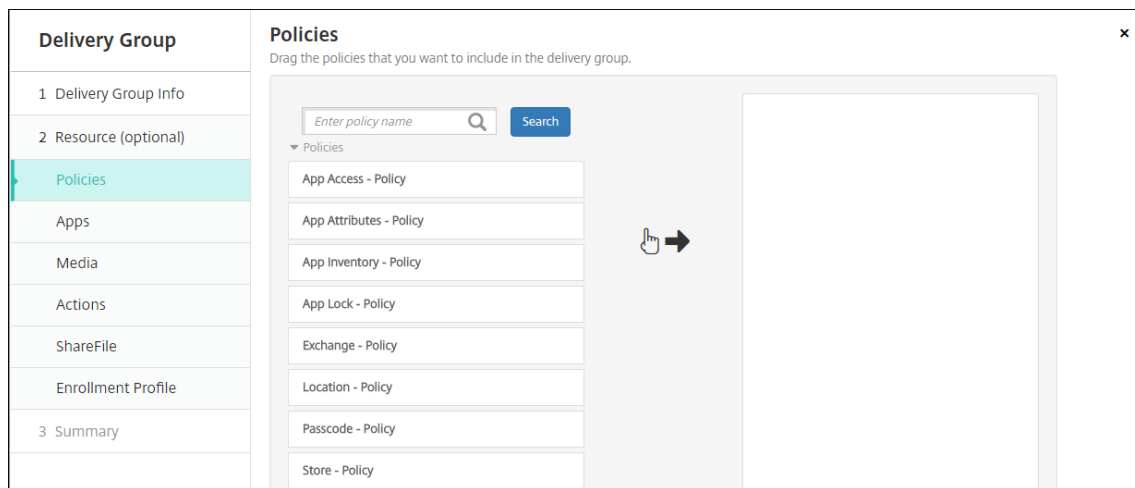 Delivery Group
1 Delivery Group Info
2 Resource (optional)
Policies
Apps
Media
Actions
ShareFile
Enrollment Profile
3 Summary
Policies
×
Drag the policies that you want to include in the delivery group.
Enter policy name
Search
Policies
App Access - Policy
App Attributes - Policy
App Inventory - Policy
App Lock - Policy
Exchange - Policy
Location - Policy
Passcode - Policy
Store - Policy